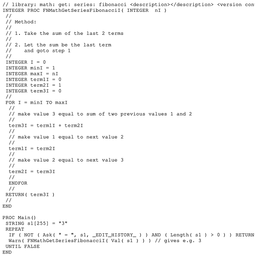 // library: math: get: series: fibonacci <description></description> <version con
INTEGER PROC FNMathGetSeriesFibonacciI( INTEGER nI )
//
// Method:
//
// 1. Take the sum of the last 2 terms
//
// 2. Let the sum be the last term
// and goto step 1
//
INTEGER I = 0
INTEGER minI = 1
INTEGER maxI = nI
INTEGER term1I = 0
INTEGER term2I = 1
INTEGER term3I = 0
//
FOR I = minI TO maxI
//
// make value 3 equal to sum of two previous values 1 and 2
//
term3I = term1I + term2I
//
// make value 1 equal to next value 2
//
term1I = term2I
//
// make value 2 equal to next value 3
//
term2I = term3I
//
ENDFOR
//
RETURN( term3I )
//
END

PROC Main()
STRING s1[255] = "3"
REPEAT
IF ( NOT ( Ask( " = ", s1, _EDIT_HISTORY_ ) ) AND ( Length( s1 ) > 0 ) ) RETURN
Warn( FNMathGetSeriesFibonacciI( Val( s1 ) ) ) // gives e.g. 3
UNTIL FALSE
END